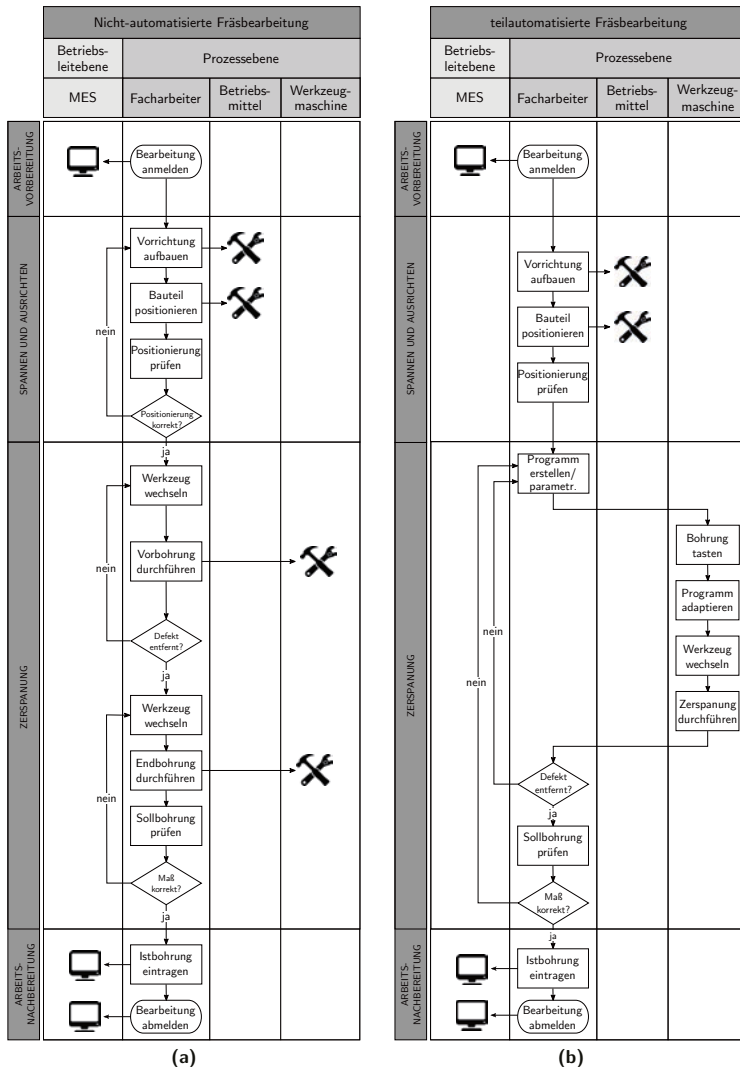 Nicht-automatisierte Fräsbearbeitung
Betriebs-
leitebene
Prozessebene
MES
Facharbeiter
Betriebs-
mittel
Werkzeug-
maschine
ARBEITS-
VORBEREITUNG
Bearbeitung
anmelden
SPANNEN UND AUSRICHTEN
Vorrichtung
aufbauen
Bauteil
positionieren
nein
Positionierung
prüfen
Positionierung
korrekt?
ja
ZERSPANUNG
Werkzeug
wechseln
Vorbohrung
durchführen
nein
Defekt
entfernt?
ja
Werkzeug
wechseln
Endbohrung
durchführen
nein
Sollbohrung
prüfen
Maß
korrekt?
ja
ARBEITS-
NACHBEREITUNG
Istbohrung
eintragen
Bearbeitung
abmelden
(a)
teilautomatisierte Fräsbearbeitung
Betriebs-
leitebene
Prozessebene
MES
Facharbeiter
Betriebs-
mittel
Werkzeug-
maschine
ARBEITS-
VORBEREITUNG
Bearbeitung
anmelden
SPANNEN UND AUSRICHTEN
Vorrichtung
aufbauen
Bauteil
positionieren
Positionierung
prüfen
ZERSPANUNG
Programm
erstellen/
parametr.
Bohrung
tasten
Programm
adaptieren
nein
Werkzeug
wechseln
nein
Zerspanung
durchführen
Defekt
entfernt?
ja
Sollbohrung
prüfen
Maß
korrekt?
ja
ARBEITS-
NACHBEREITUNG
Istbohrung
eintragen
Bearbeitung
abmelden
(b)